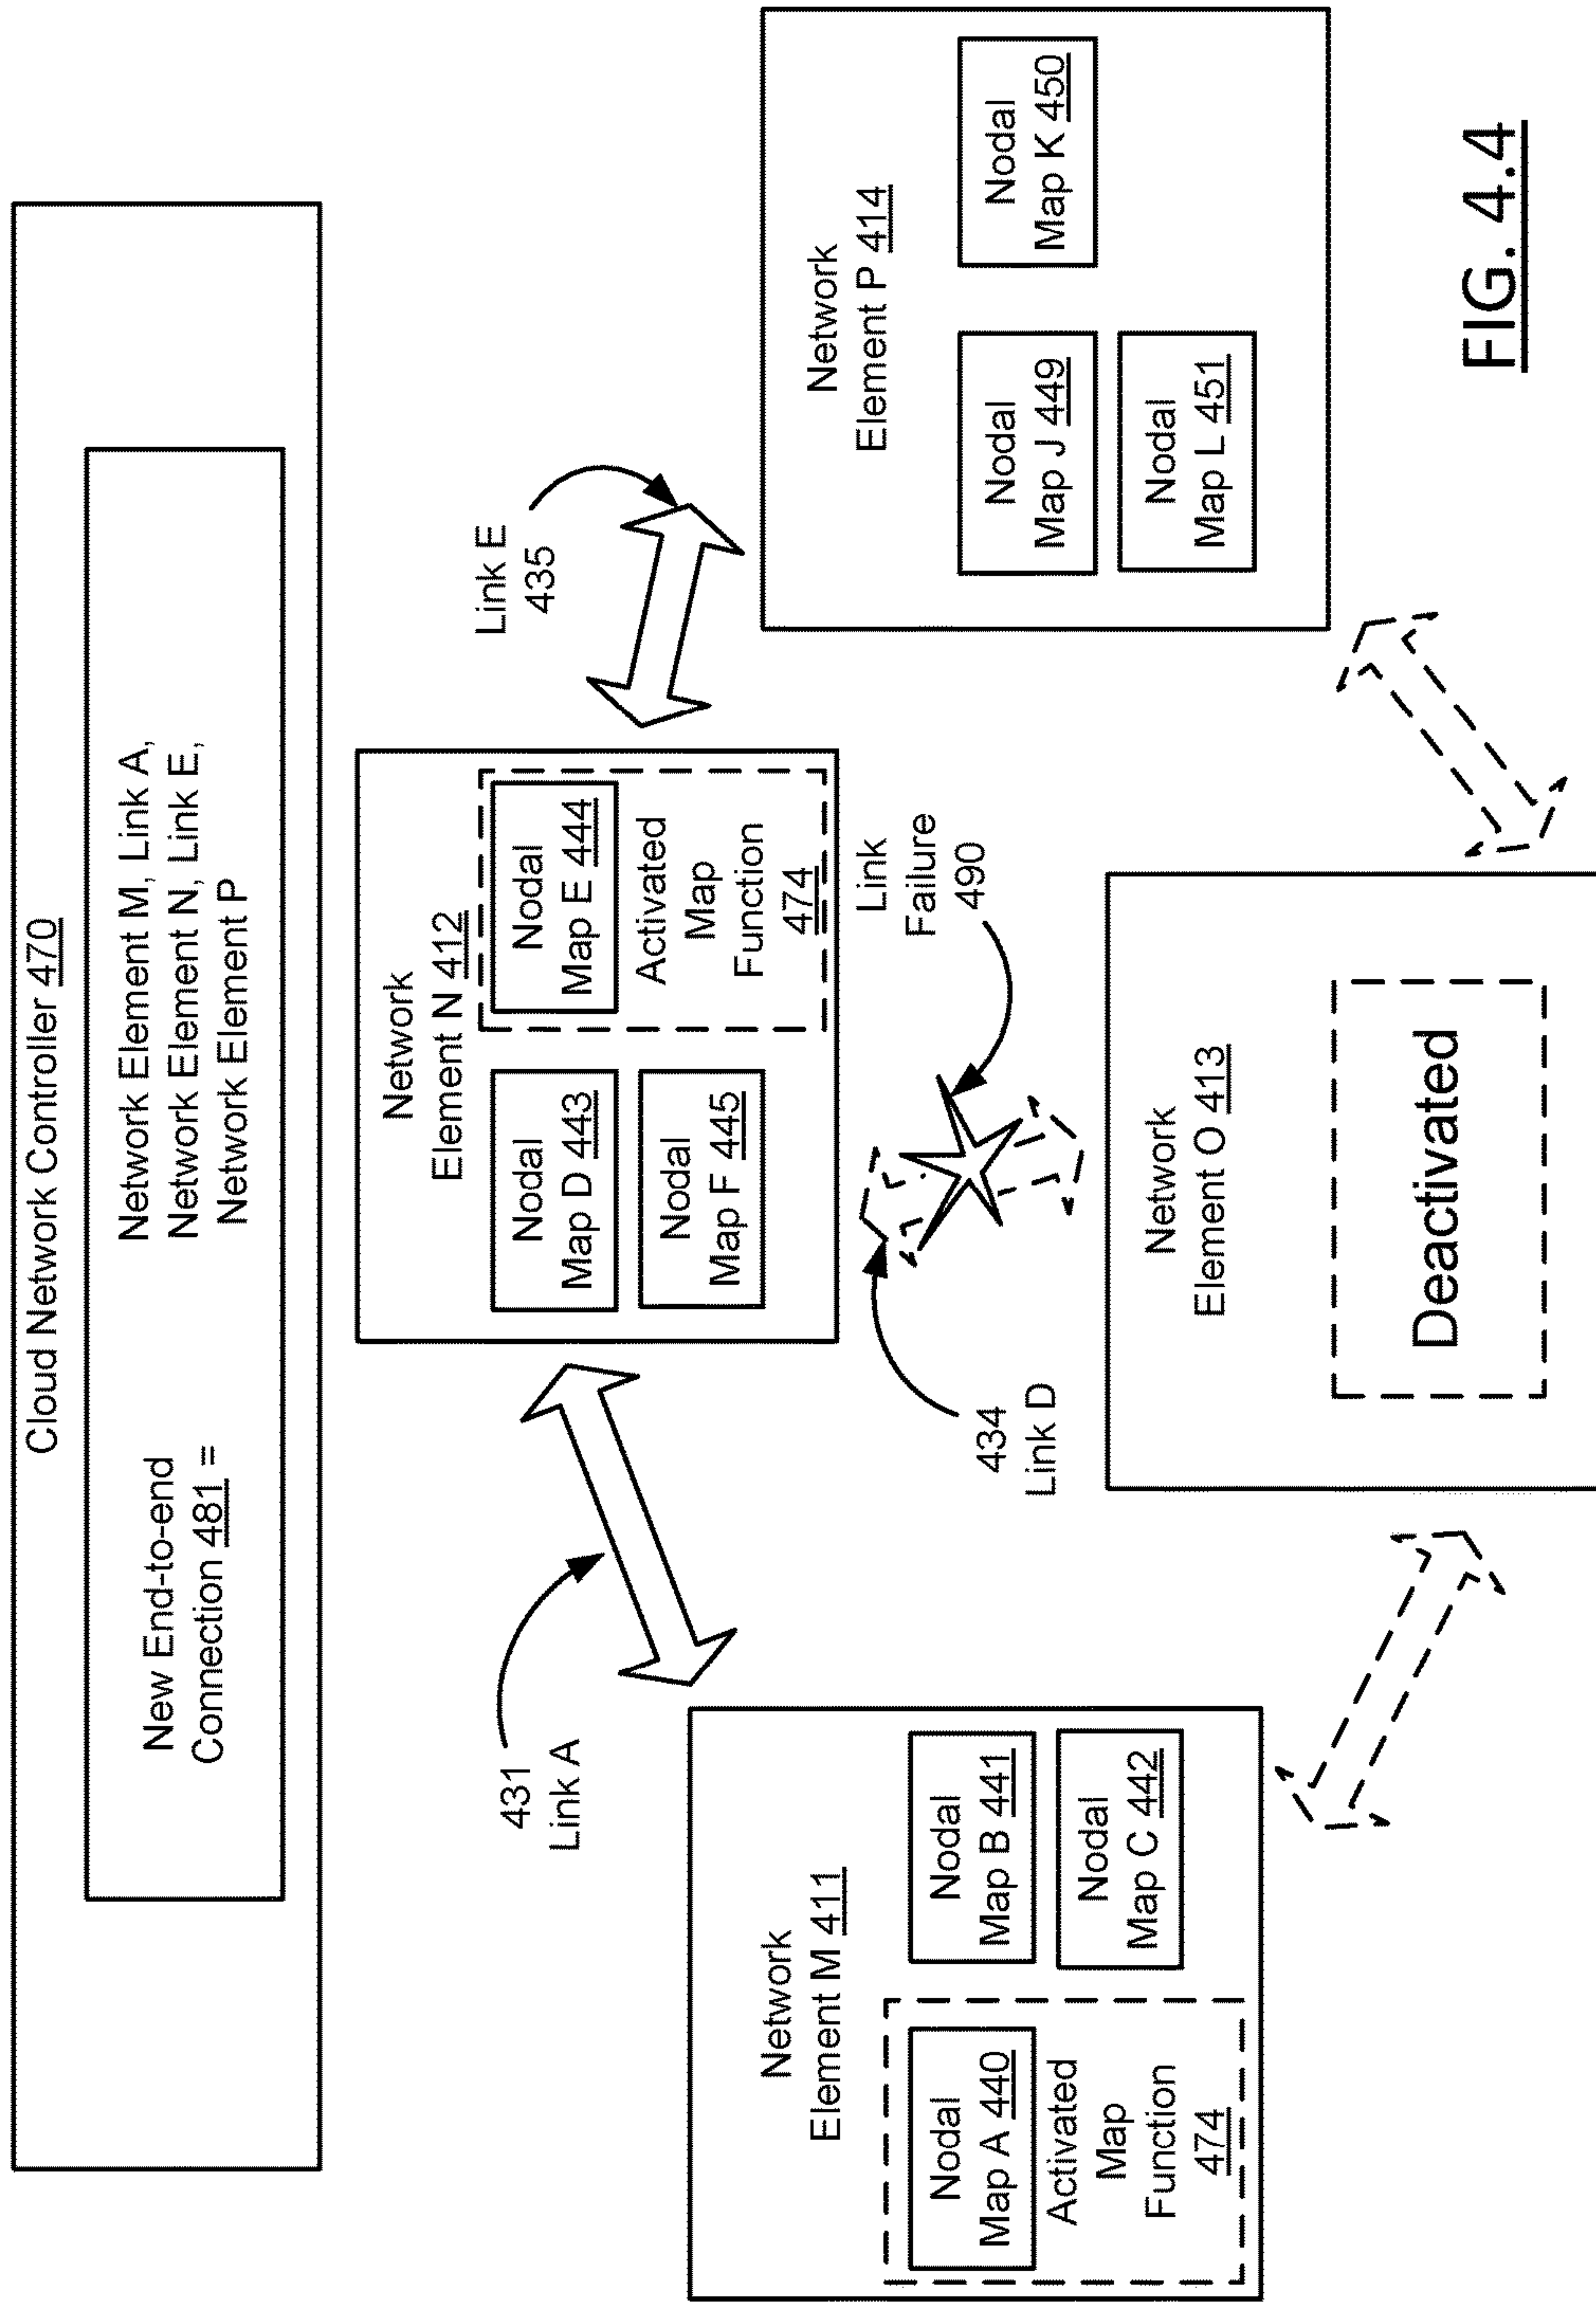 Cloud Network Controller 470
New End-to-end
Connection 481 =
Network Element M, Link A,
Network Element N, Link E,
Network Element P
431
Link A
Link E
435
Network
Element N 412
Nodal
Map D 443
Nodal
Map E 444
Nodal
Map F 445
Activated
Map
Function
474
Network
Element M 411
Nodal
Map A 440
Nodal
Map B 441
Activated
Map
Function
474
Nodal
Map C 442
434
Link D
Link
Failure
490
Network
Element P 414
Nodal
Map J 449
Nodal
Map K 450
Nodal
Map L 451
Network
Element O 413
Deactivated
FIG. 4.4